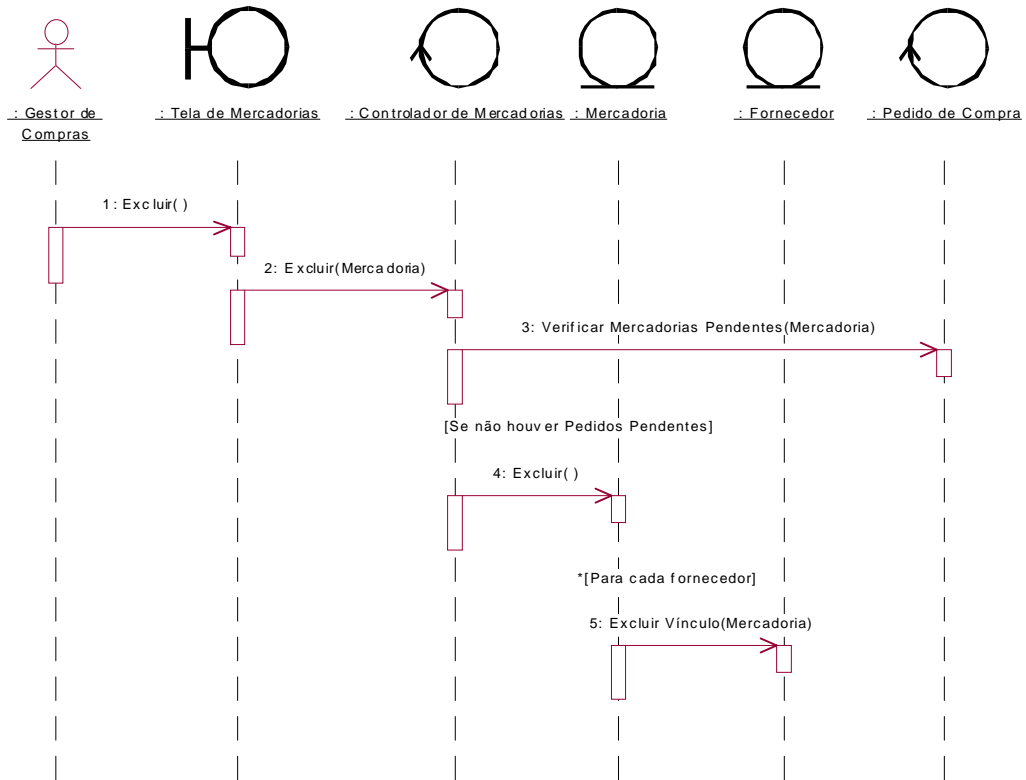 : Gestor de
Compras
: Tela de Mercadorias
: Controlador de Mercadorias
: Mercadoria
: Fornecedor
: Pedido de Compra
1: Excluir( )
2: Excluir(Mercadoria)
3: Verificar Mercadorias Pendentes(Mercadoria)
[Se não houver Pedidos Pendentes]
4: Excluir( )
*[Para cada fornecedor]
5: Excluir Vínculo(Mercadoria)